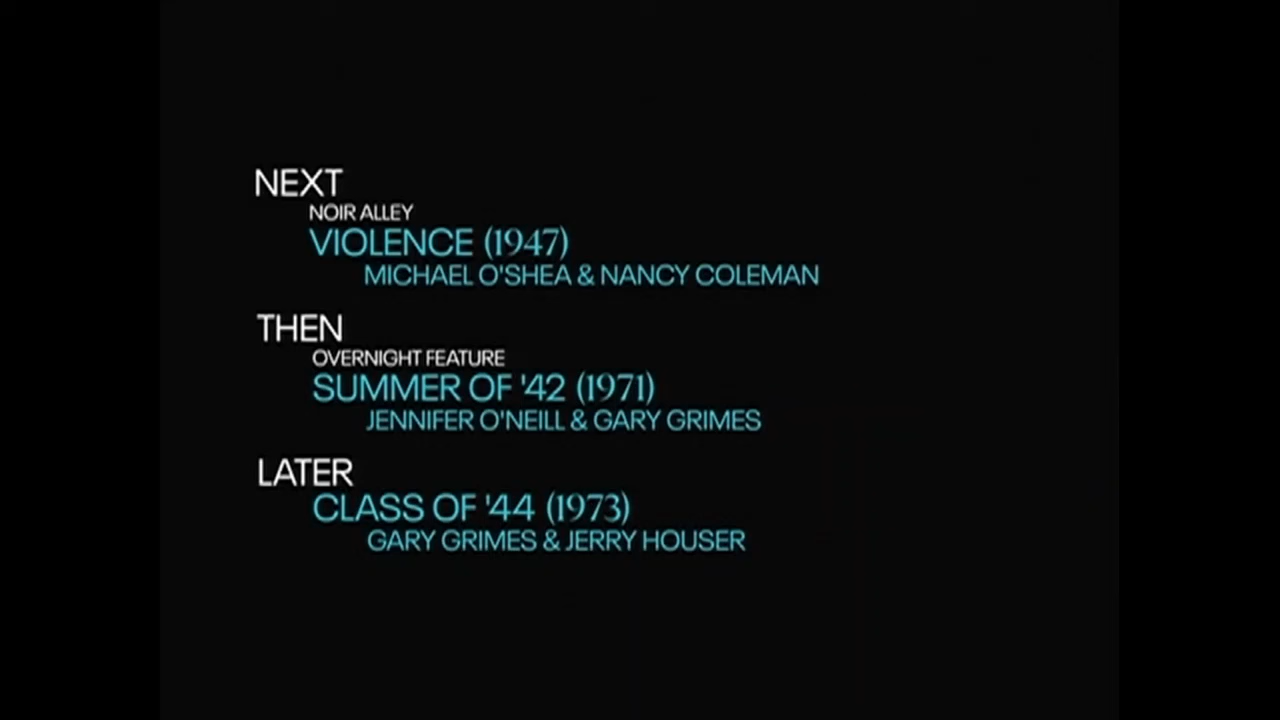 NEXT
NOIR ALLEY
VIOLENCE (1947)
MICHAEL O'SHEA & NANCY COLEMAN
THEN
OVERNIGHT FEATURE
SUMMER OF '42 (1971)
JENNIFER O'NEILL & GARY GRIMES
LATER
CLASS OF '44 (1973)
GARY GRIMES & JERRY HOUSER